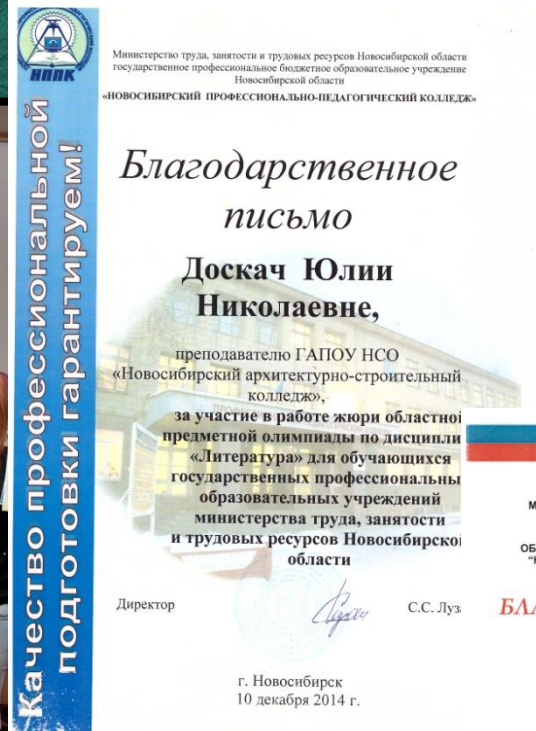 НППК
Качество профессиональной
подготовки гарантируем!
Министерство труда, занятости и трудовых ресурсов Новосибирской области
государственное профессиональное бюджетное образовательное учреждение
Новосибирской области
«НОВОСИБИРСКИЙ ПРОФЕССИОНАЛЬНО-ПЕДАГОГИЧЕСКИЙ КОЛЛЕДЖ»
Благодарственное
письмо
Доскач Юлии
Николаевне,
преподавателю ГАПОУ НСО
«Новосибирский архитектурно-строительный
колледж»,
за участие в работе жюри областной
предметной олимпиады по дисципли
«Литература» для обучающихся
государственных профессиональны
образовательных учреждений
министерства труда, занятости
и трудовых ресурсов Новосибирской
области
Директор
С.С. Луз
г. Новосибирск
10 декабря 2014 г.
БЛА